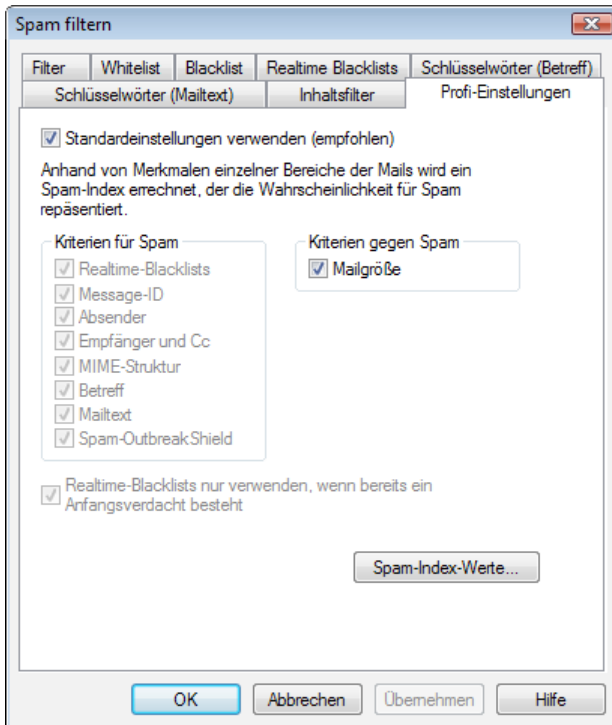 Spam filtern
Filter Whitelist Blacklist Realtime Blacklists Schlüsselwörter (Betreff)
Schlüsselwörter (Mailtext) Inhaltsfilter Profi-Einstellungen
Standardeinstellungen verwenden (empfohlen)
Anhand von Merkmalen einzelner Bereiche der Mails wird ein
Spam-Index errechnet, der die Wahrscheinlichkeit für Spam
repäsentiert.
Kriterien für Spam
Realtime-Blacklists
Message-ID
Absender
Empfänger und Cc
MIME-Struktur
Betreff
Mailtext
Spam-OutbreakShield
Kriterien gegen Spam
Mailgröße
Realtime-Blacklists nur verwenden, wenn bereits ein
Anfangsverdacht besteht
Spam-Index-Werte...
OK Abbrechen Übernehmen Hilfe